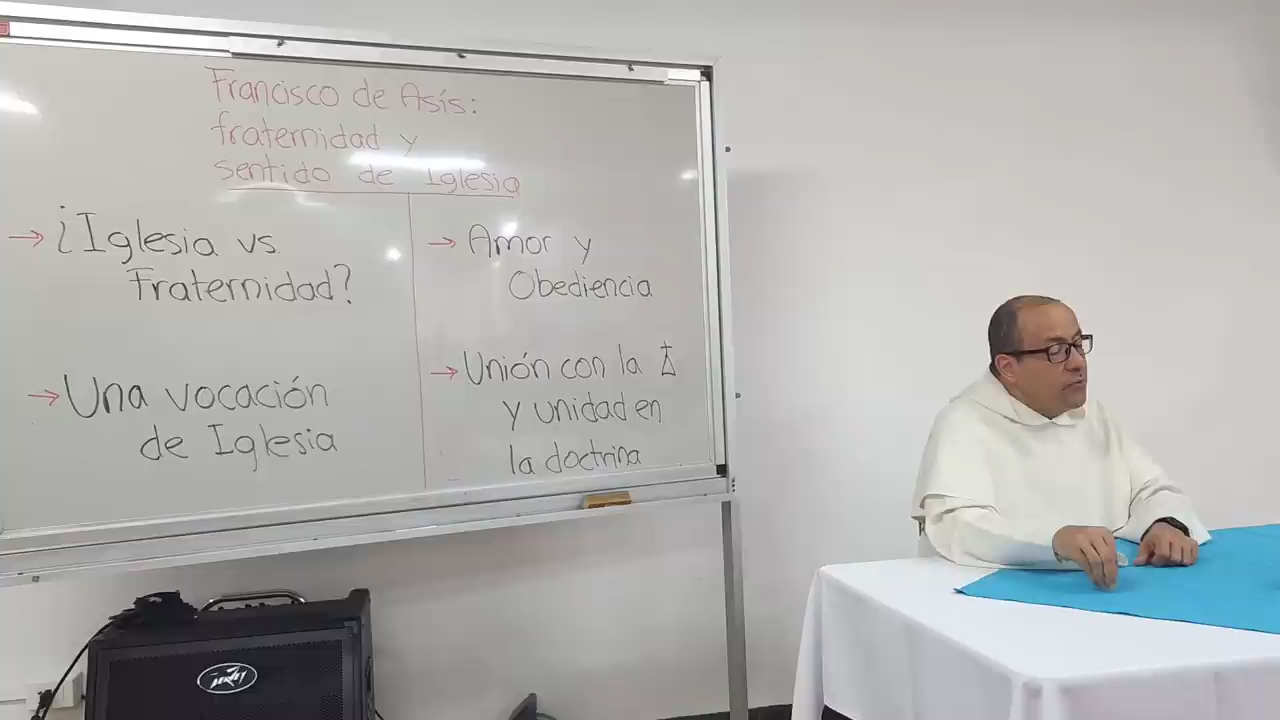 Francisco de Asís:
fraternidad y
sentido de Iglesia
→ ¿Iglesia vs
Fraternidad?
→ Una vocación
de Iglesia
→ Amor y
Obediencia
→ Unión con la
y unidad en
la doctrina
PEAVEY